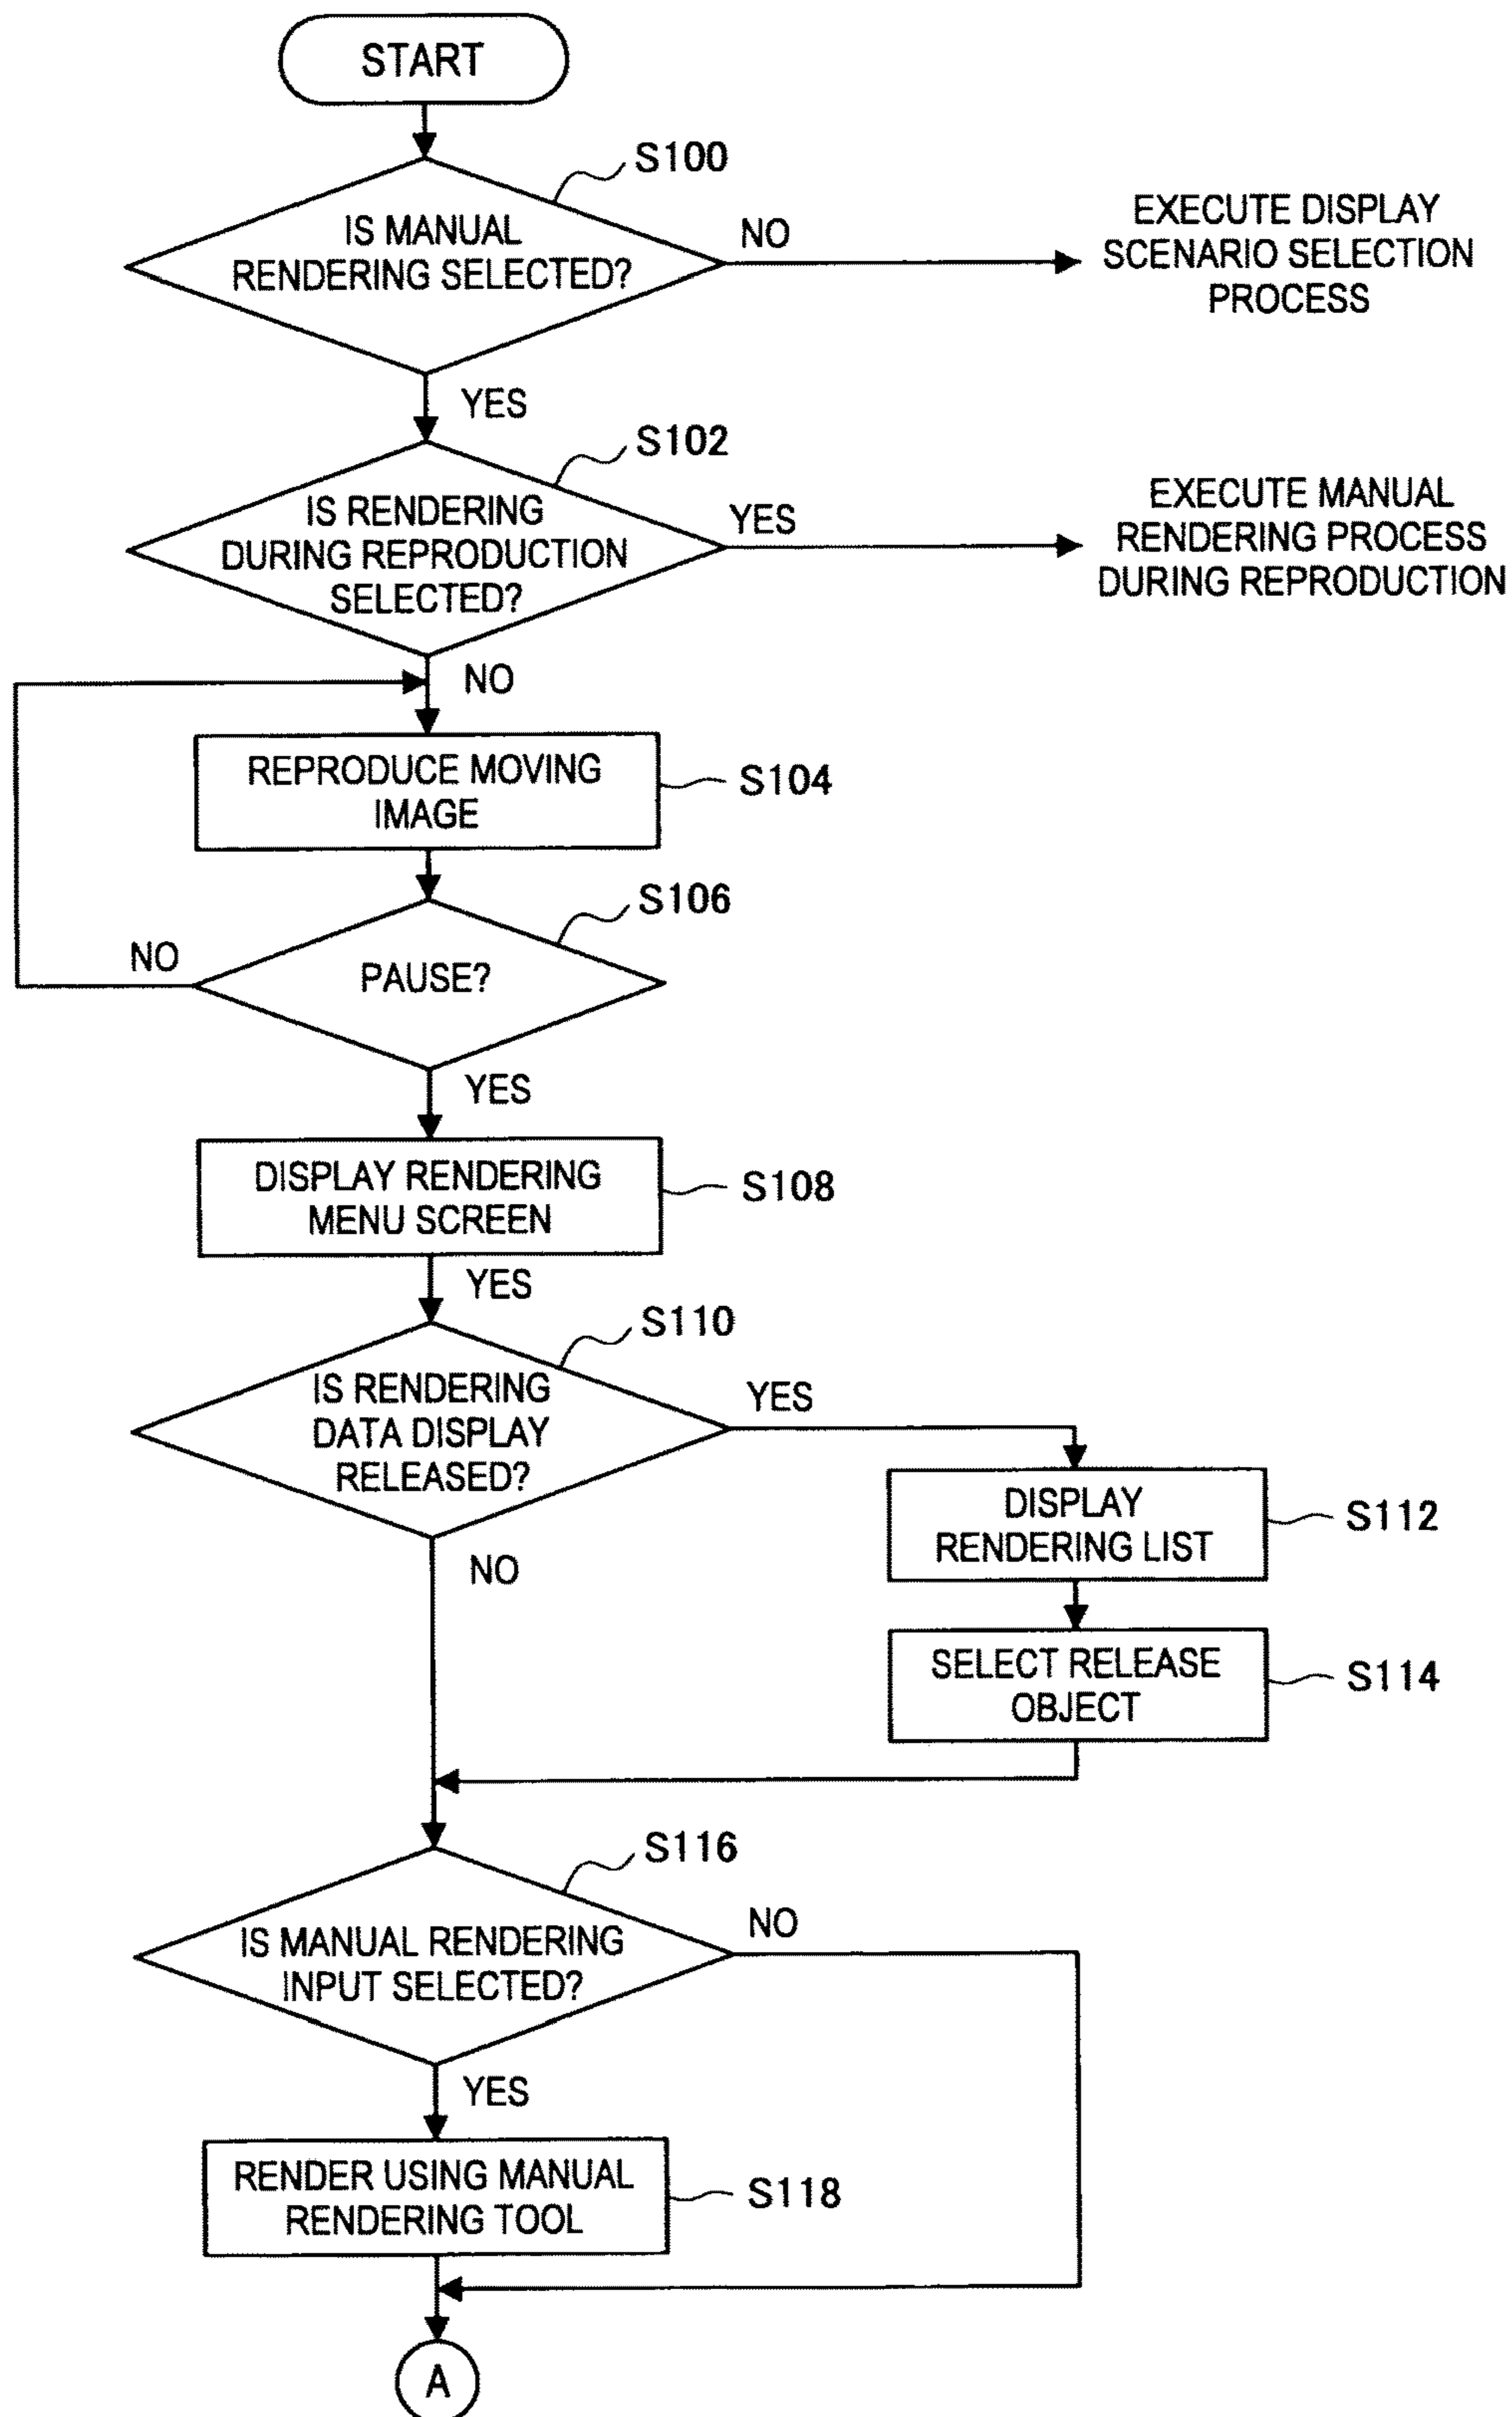 START
S100
IS MANUAL
RENDERING SELECTED?
NO
EXECUTE DISPLAY
SCENARIO SELECTION
PROCESS
YES
S102
IS RENDERING
DURING REPRODUCTION
SELECTED?
YES
EXECUTE MANUAL
RENDERING PROCESS
DURING REPRODUCTION
NO
REPRODUCE MOVING
IMAGE
S104
S106
NO
PAUSE?
YES
DISPLAY RENDERING
MENU SCREEN
S108
YES
S110
IS RENDERING
DATA DISPLAY
RELEASED?
YES
DISPLAY
RENDERING LIST
S112
NO
SELECT RELEASE
OBJECT
S114
S116
IS MANUAL RENDERING
INPUT SELECTED?
NO
YES
RENDER USING MANUAL
RENDERING TOOL
S118
A